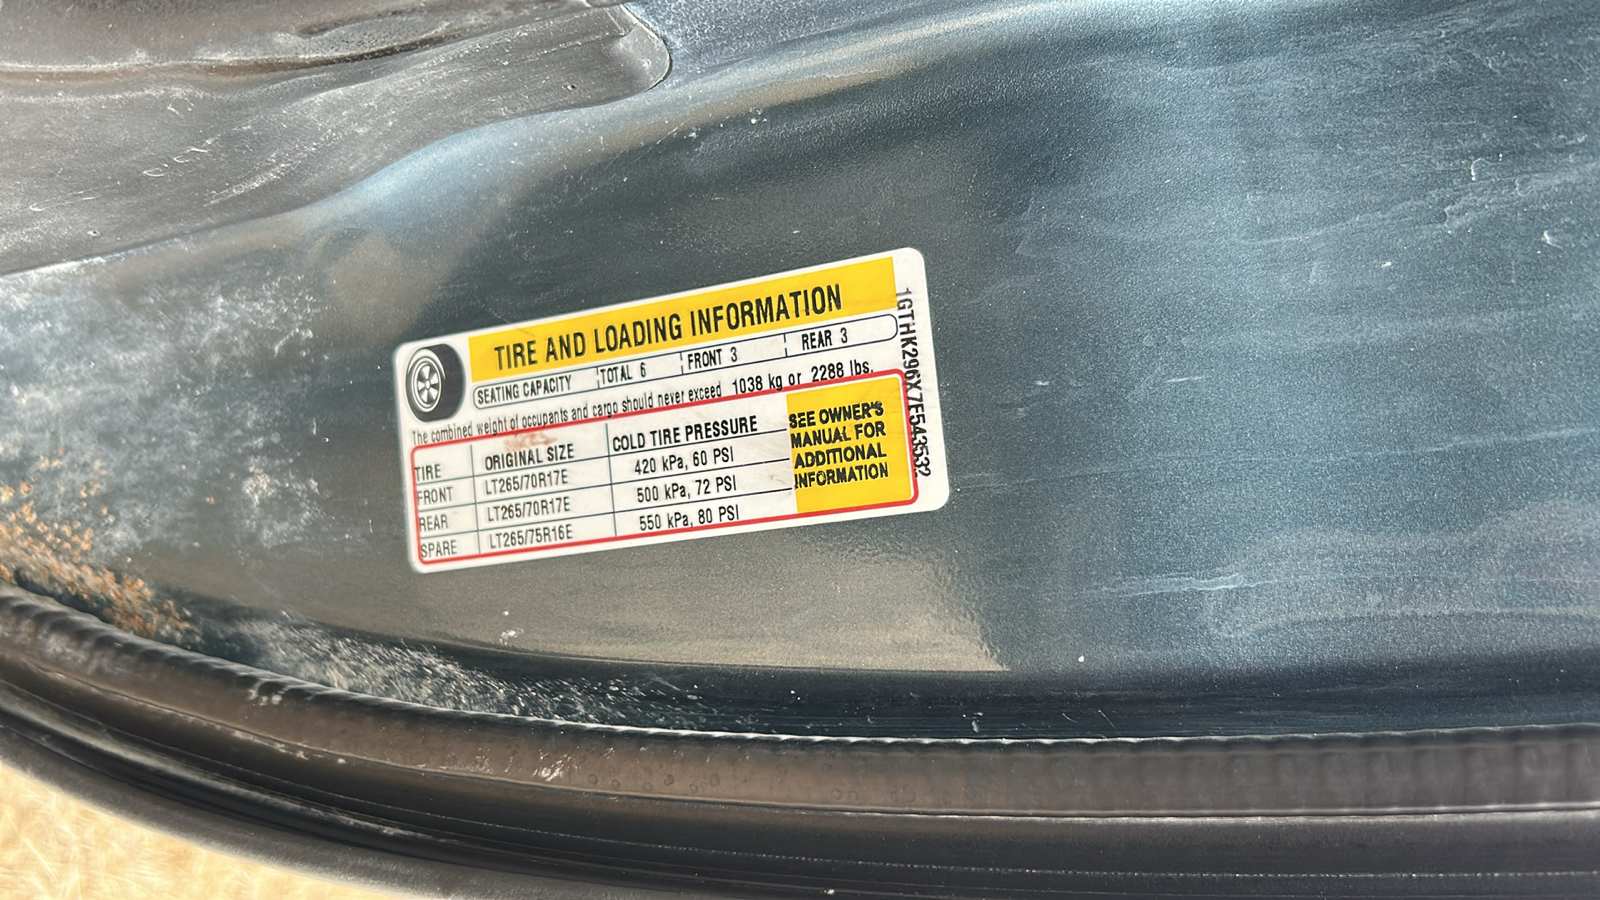 TIRE AND LOADING INFORMATION
SEATING CAPACITY TOTAL 6 FRONT 3 REAR 3
The combined weight of occupants and cargo should never exceed 1038 kg or 2288 lbs.
TIRE ORIGINAL SIZE COLD TIRE PRESSURE
FRONT LT265/70R17E 420 kPa, 60 PSI
REAR LT265/70R17E 500 kPa, 72 PSI
SPARE LT265/75R16E 550 kPa, 80 PSI
SEE OWNER'S
MANUAL FOR
ADDITIONAL
INFORMATION
1GTHK296X7E543532